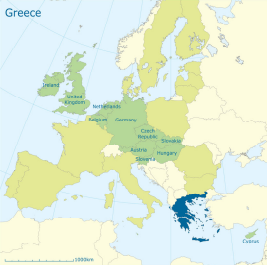 Greece
Ireland
United
Kingdom
Netherlands
Belgium
Germany
Czech
Republic
Slovakia
Austria
Hungary
Slovenia
Cyprus
1000km